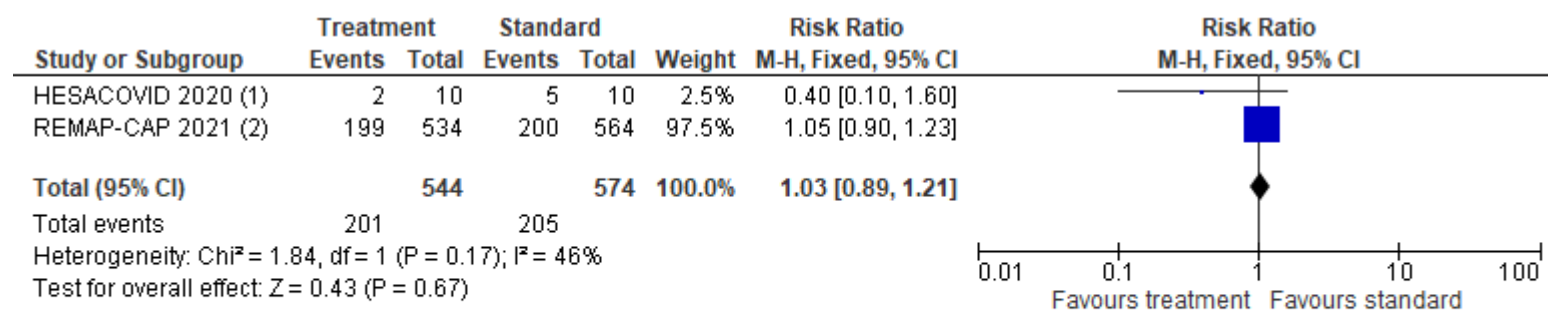 Treatment Standard Risk Ratio Risk Ratio
Study or Subgroup Events Total Events Total Weight M-H, Fixed, 95% CI M-H, Fixed, 95% CI
HESACOVID 2020 (1) 2 10 5 10 2.5% 0.40 [0.10, 1.60]
REMAP-CAP 2021 (2) 199 534 200 564 97.5% 1.05 [0.90, 1.23]
Total (95% CI) 544 574 100.0% 1.03 [0.89, 1.21]
Total events 201 205
Heterogeneity: Chi² = 1.84, df = 1 (P = 0.17); I² = 46%
Test for overall effect: Z = 0.43 (P = 0.67)
0.01 0.1 1 10 100
Favours treatment Favours standard